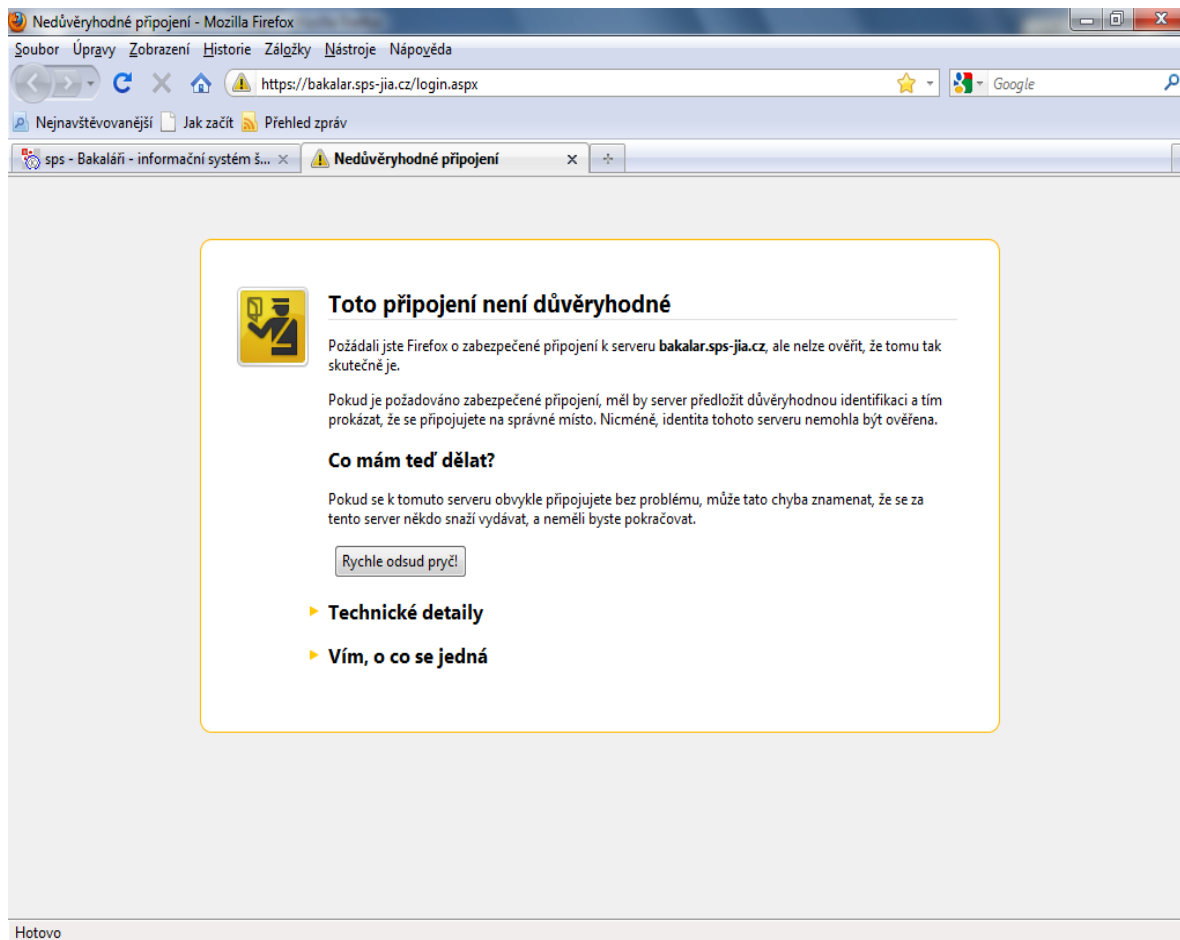 Nedůvěryhodné připojení - Mozilla Firefox
Soubor Úpravy Zobrazení Historie Záložky Nástroje Nápověda
https://bakalar.sps-jia.cz/login.aspx
Google
Nejnavštěvovanější Jak začít Přehled zpráv
sps - Bakaláři - informační systém š...
Nedůvěryhodné připojení
Toto připojení není důvěryhodné
Požádali jste Firefox o zabezpečené připojení k serveru bakalar.sps-jia.cz, ale nelze ověřit, že tomu tak
skutečně je.
Pokud je požadováno zabezpečené připojení, měl by server předložit důvěryhodnou identifikaci a tím
prokázat, že se připojujete na správné místo. Nicméně, identita tohoto serveru nemohla být ověřena.
Co mám teď dělat?
Pokud se k tomuto serveru obvykle připojujete bez problému, může tato chyba znamenat, že se za
tento server někdo snaží vydávat, a neměli byste pokračovat.
Rychle odsud pryč!
Technické detaily
Vím, o co se jedná
Hotovo